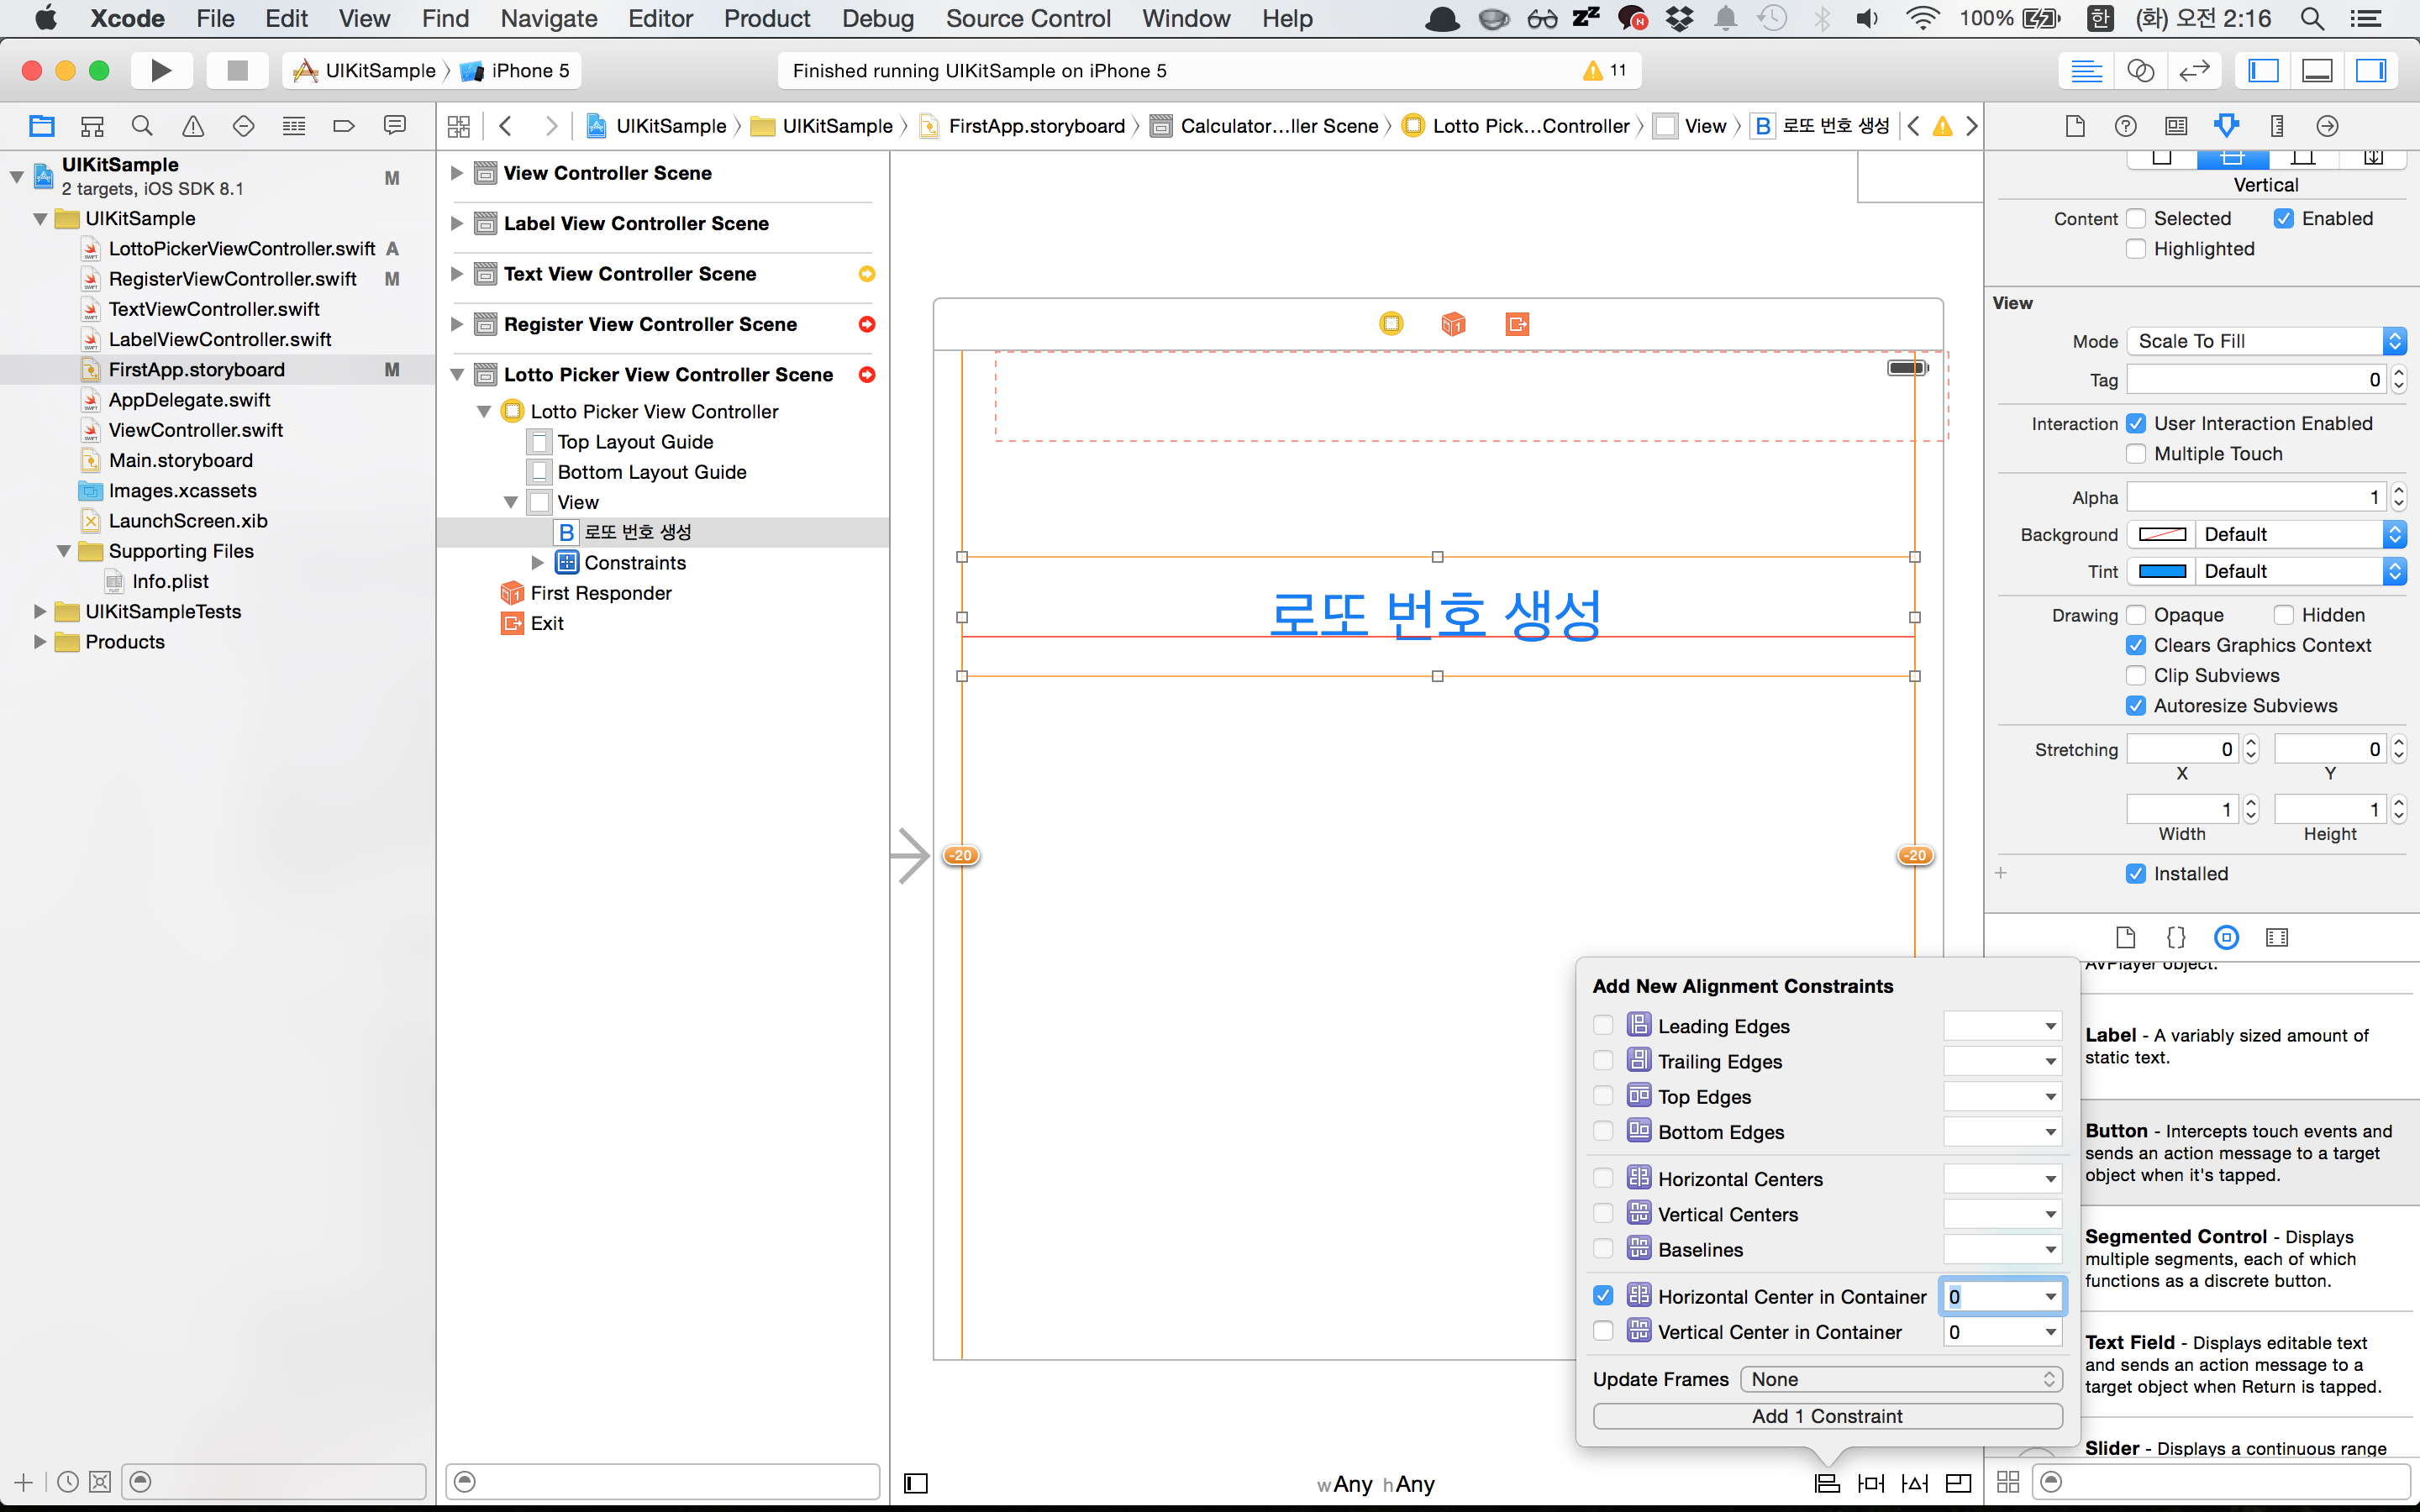 Xcode File Edit View Find Navigate Editor Product Debug Source Control Window Help 100% 한 (화) 오전 2:16
UIKitSample iPhone 5 Finished running UIKitSample on iPhone 5 11
UIKitSample UIKitSample FirstApp.storyboard Calculator...ller Scene Lotto Pick...Controller View B 로또 번호 생성
UIKitSample
2 targets, iOS SDK 8.1 M
UIKitSample
LottoPickerViewController.swift A
RegisterViewController.swift M
TextViewController.swift
LabelViewController.swift
FirstApp.storyboard M
AppDelegate.swift
ViewController.swift
Main.storyboard
Images.xcassets
LaunchScreen.xib
Supporting Files
Info.plist
UIKitSampleTests
Products
View Controller Scene
Label View Controller Scene
Text View Controller Scene
Register View Controller Scene
Lotto Picker View Controller Scene
Lotto Picker View Controller
Top Layout Guide
Bottom Layout Guide
View
B 로또 번호 생성
Constraints
First Responder
Exit
로또 번호 생성
-20 -20
wAny hAny
Add New Alignment Constraints
Leading Edges
Trailing Edges
Top Edges
Bottom Edges
Horizontal Centers
Vertical Centers
Baselines
Horizontal Center in Container 0
Vertical Center in Container 0
Update Frames None
Add 1 Constraint
Vertical
Content Selected Enabled
Highlighted
View
Mode Scale To Fill
Tag 0
Interaction User Interaction Enabled
Multiple Touch
Alpha 1
Background Default
Tint Default
Drawing Opaque Hidden
Clears Graphics Context
Clip Subviews
Autoresize Subviews
Stretching 0 0
X Y
1 1
Width Height
Installed
AVPlayer object.
Label - A variably sized amount of
static text.
Button - Intercepts touch events and
sends an action message to a target
object when it's tapped.
Segmented Control - Displays
multiple segments, each of which
functions as a discrete button.
Text Field - Displays editable text
and sends an action message to a
target object when Return is tapped.
Slider - Displays a continuous range